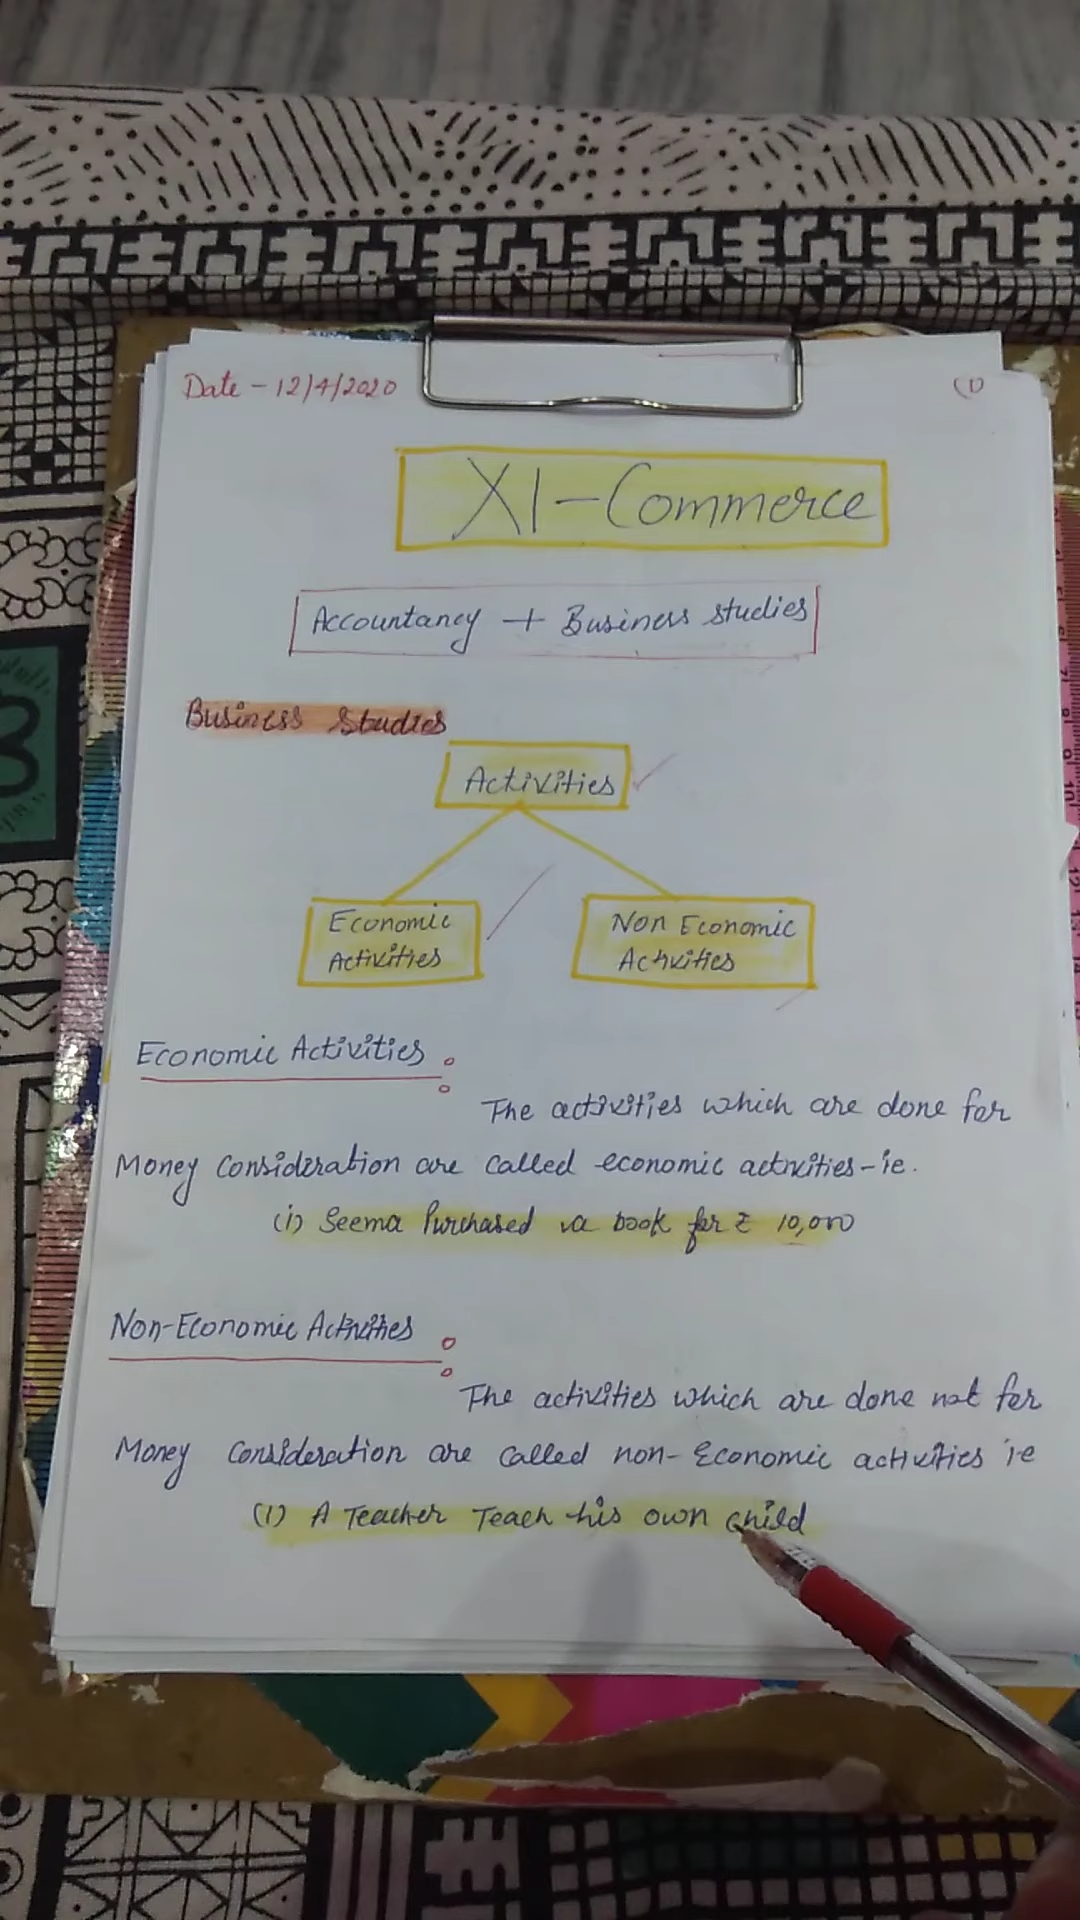 Date - 12/4/2020
(1)
XI-Commerce
Accountancy + Business studies
Business studies
Activities
Economic Activities
Non Economic Activities
Economic Activities :
The activities which are done for
Money consideration are called economic activities-ie.
(i) Seema Purchased a book for ₹ 10,000
Non-Economic Activities :
The activities which are done not for
Money consideration are called non-Economic activities ie
(1) A Teacher Teach his own child